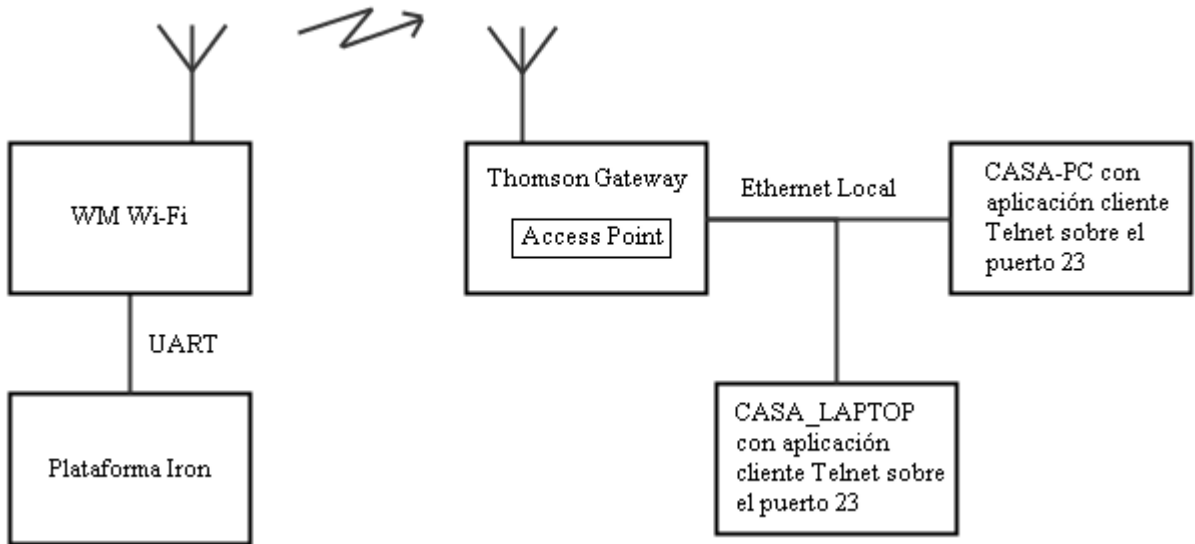 WM Wi-Fi
UART
Plataforma Iron
Thomson Gateway
Access Point
Ethernet Local
CASA-PC con
aplicación cliente
Telnet sobre el
puerto 23
CASA_LAPTOP
con aplicación
cliente Telnet sobre
el puerto 23